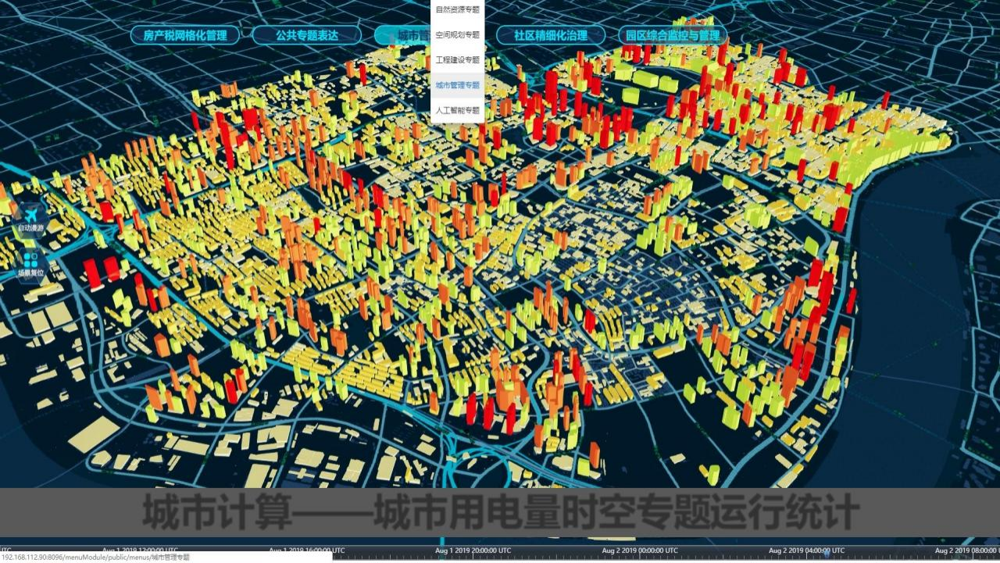 自然资源专题
空间规划专题
工程建设专题
城市管理专题
人工智能专题
房产税网格化管理
公共专题表达
城市管
社区精细化治理
园区综合监控与管理
自动漫游
场景复位
城市计算——城市用电量时空专题运行统计
UTC
Aug 1 2019 12:00:00 UTC
Aug 1 2019 16:00:00 UTC
Aug 1 2019 20:00:00 UTC
Aug 2 2019 00:00:00 UTC
Aug 2 2019 04:00:00 UTC
Aug 2 2019 08:00:00
192.168.112.90:8096/menuModule/public/menus/城市管理专题